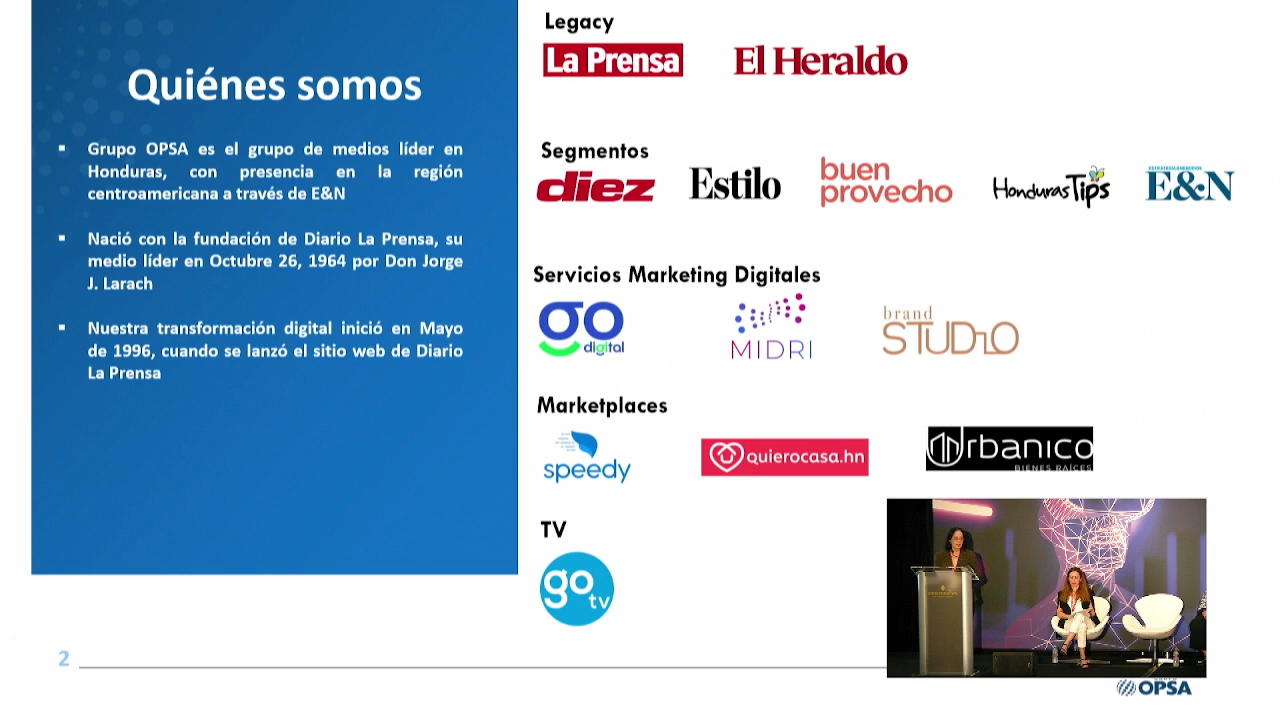 Quiénes somos
Grupo OPSA es el grupo de medios líder en
Honduras, con presencia en la región
centroamericana a través de E&N
Nació con la fundación de Diario La Prensa, su
medio líder en Octubre 26, 1964 por Don Jorge
J. Larach
Nuestra transformación digital inició en Mayo
de 1996, cuando se lanzó el sitio web de Diario
La Prensa
Legacy
La Prensa
El Heraldo
Segmentos
diez
Estilo
buen
provecho
Honduras Tips
E&N
Servicios Marketing Digitales
go
digital
MIDRI
brand
STUDIO
Marketplaces
speedy
quierocasa.hn
Urbanico
BIENES RAÍCES
TV
go
tv
2
OPSA